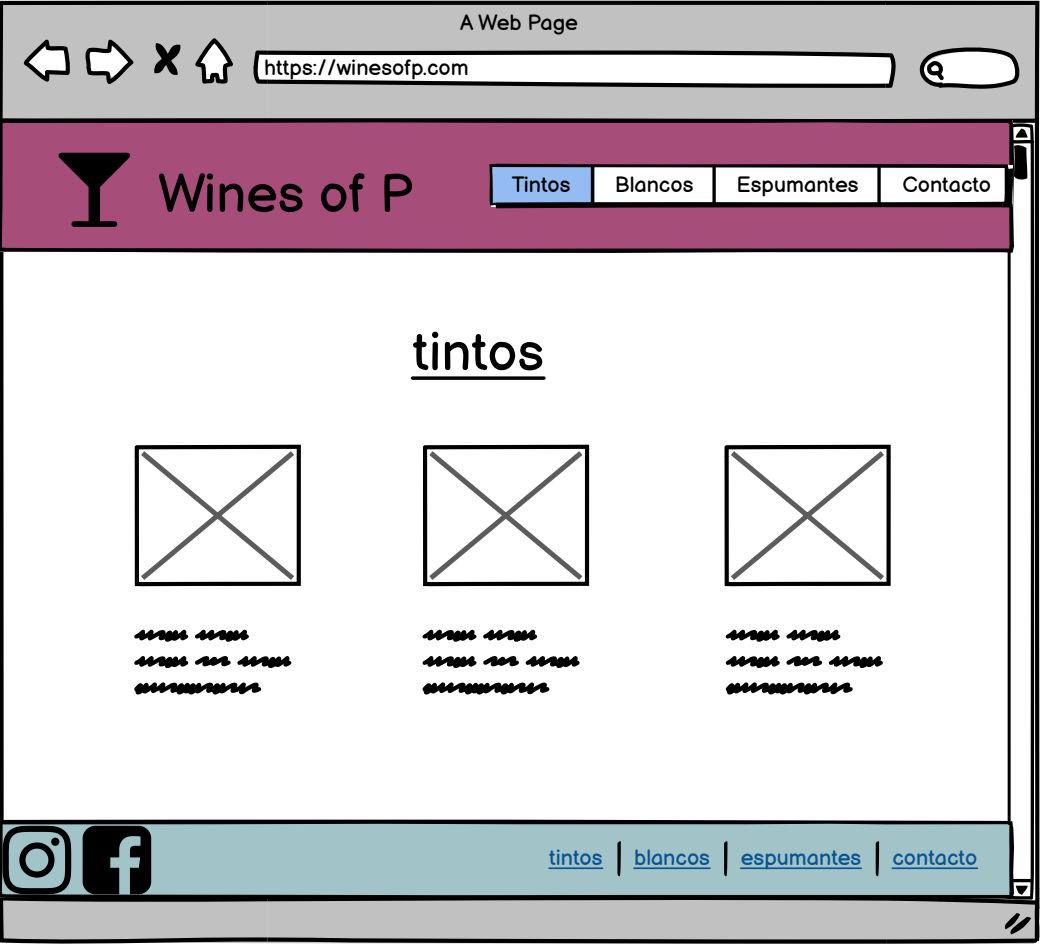 A Web Page
https://winesofp.com
Wines of P
Tintos Blancos Espumantes Contacto
tintos
tintos blancos espumantes contacto